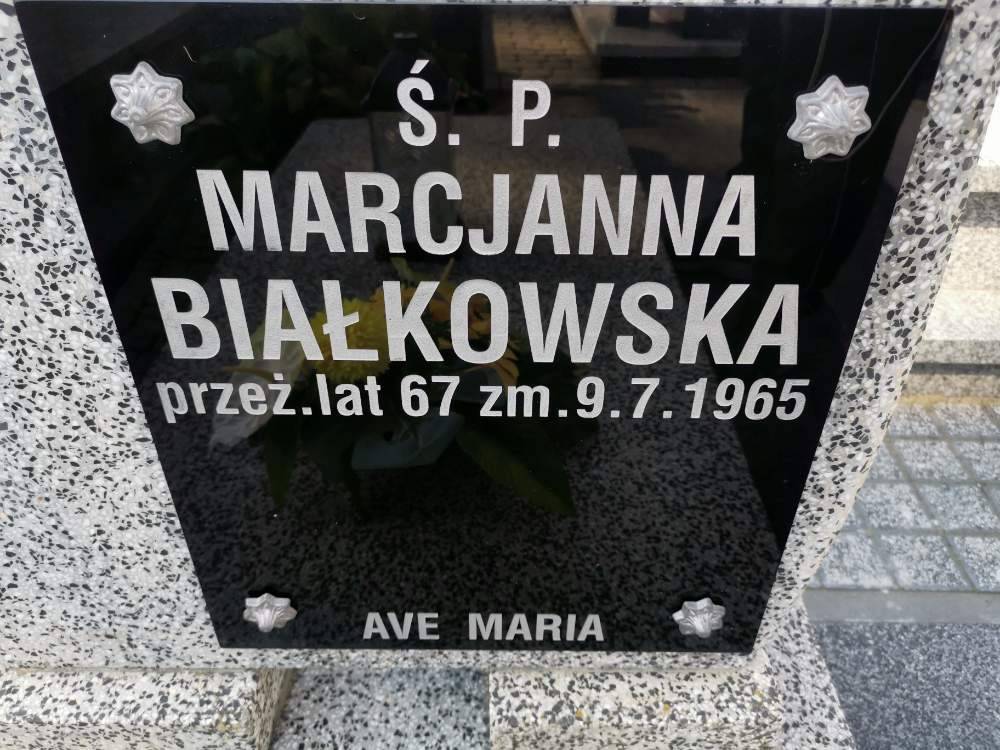 Ś. P.
MARCJANNA
BIAŁKOWSKA
przeż.lat 67 zm.9.7.1965
AVE MARIA